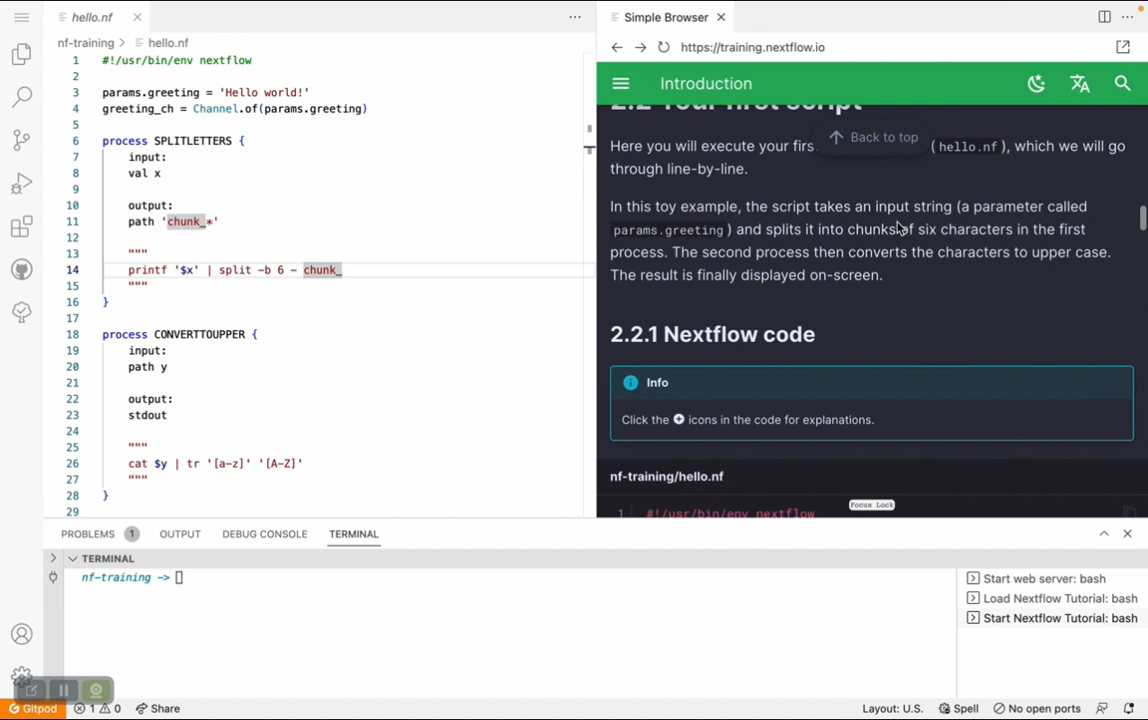 hello.nf
nf-training > hello.nf
1 #!/usr/bin/env nextflow
2
3 params.greeting = 'Hello world!'
4 greeting_ch = Channel.of(params.greeting)
5
6 process SPLITLETTERS {
7 input:
8 val x
9
10 output:
11 path 'chunk_*'
12
13 """
14 printf '$x' | split -b 6 - chunk_
15 """
16 }
17
18 process CONVERTTOUPPER {
19 input:
20 path y
21
22 output:
23 stdout
24
25 """
26 cat $y | tr '[a-z]' '[A-Z]'
27 """
28 }
29
Simple Browser
https://training.nextflow.io
Introduction
2.2 Your first script
Back to top
Here you will execute your firs (hello.nf), which we will go
through line-by-line.
In this toy example, the script takes an input string (a parameter called
params.greeting) and splits it into chunks of six characters in the first
process. The second process then converts the characters to upper case.
The result is finally displayed on-screen.
2.2.1 Nextflow code
Info
Click the icons in the code for explanations.
nf-training/hello.nf
1 #!/usr/bin/env nextflow
Focus Lock
PROBLEMS 1 OUTPUT DEBUG CONSOLE TERMINAL
TERMINAL
nf-training ->
Start web server: bash
Load Nextflow Tutorial: bash
Start Nextflow Tutorial: bash
Gitpod 1 0 Share
Layout: U.S. Spell No open ports